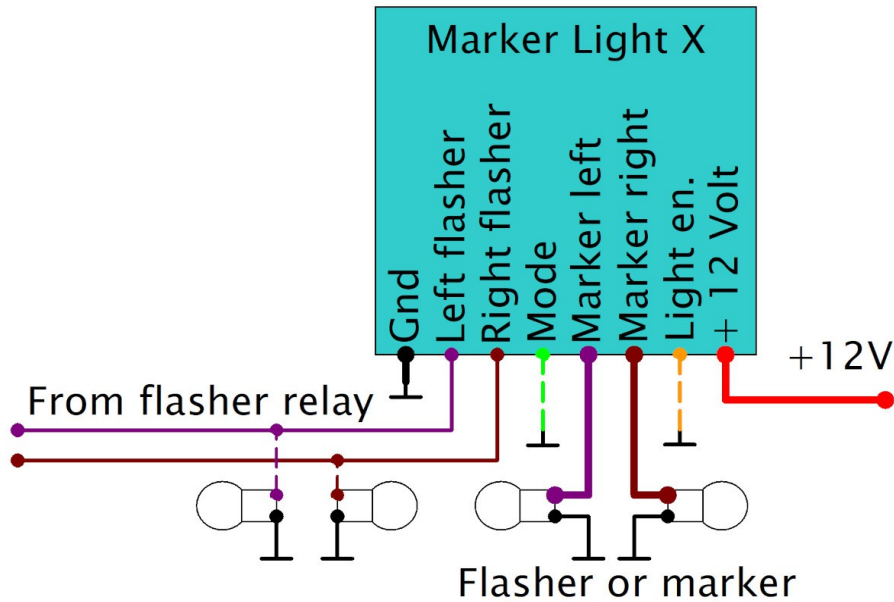 Marker Light X
Gnd
Left flasher
Right flasher
Mode
Marker left
Marker right
Light en.
+ 12 Volt
+12V
From flasher relay
Flasher or marker